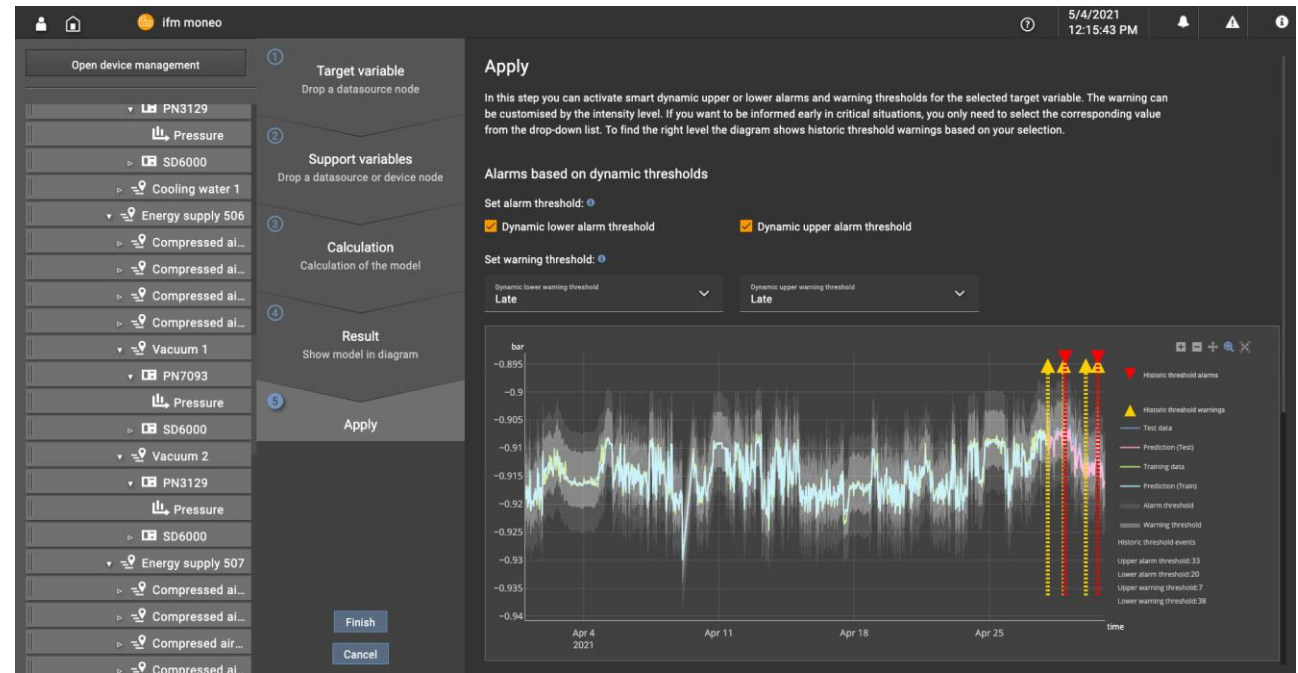 ifm moneo
5/4/2021
12:15:43 PM
Open device management
PN3129
Pressure
SD6000
Cooling water 1
Energy supply 506
Compressed ai...
Compressed ai...
Compressed ai...
Compressed ai...
Vacuum 1
PN7093
Pressure
SD6000
Vacuum 2
PN3129
Pressure
SD6000
Energy supply 507
Compressed ai...
Compressed ai...
Compresed air...
Compressed ai
1
Target variable
Drop a datasource node
2
Support variables
Drop a datasource or device node
3
Calculation
Calculation of the model
4
Result
Show model in diagram
5
Apply
Finish
Cancel
Apply
In this step you can activate smart dynamic upper or lower alarms and warning thresholds for the selected target variable. The warning can
be customised by the intensity level. If you want to be informed early in critical situations, you only need to select the corresponding value
from the drop-down list. To find the right level the diagram shows historic threshold warnings based on your selection.
Alarms based on dynamic thresholds
Set alarm threshold:
Dynamic lower alarm threshold
Dynamic upper alarm threshold
Set warning threshold:
Dynamic lower warning threshold
Late
Dynamic upper warning threshold
Late
bar
−0.895
−0.9
−0.905
−0.91
−0.915
−0.92
−0.925
−0.93
−0.935
−0.94
Apr 4
2021
Apr 11
Apr 18
Apr 25
time
Historic threshold alarms
Historic threshold warnings
Test data
Prediction (Test)
Training data
Prediction (Train)
Alarm threshold
Warning threshold
Historic threshold events
Upper alarm threshold:33
Lower alarm threshold:20
Upper warning threshold:7
Lower warning threshold:38